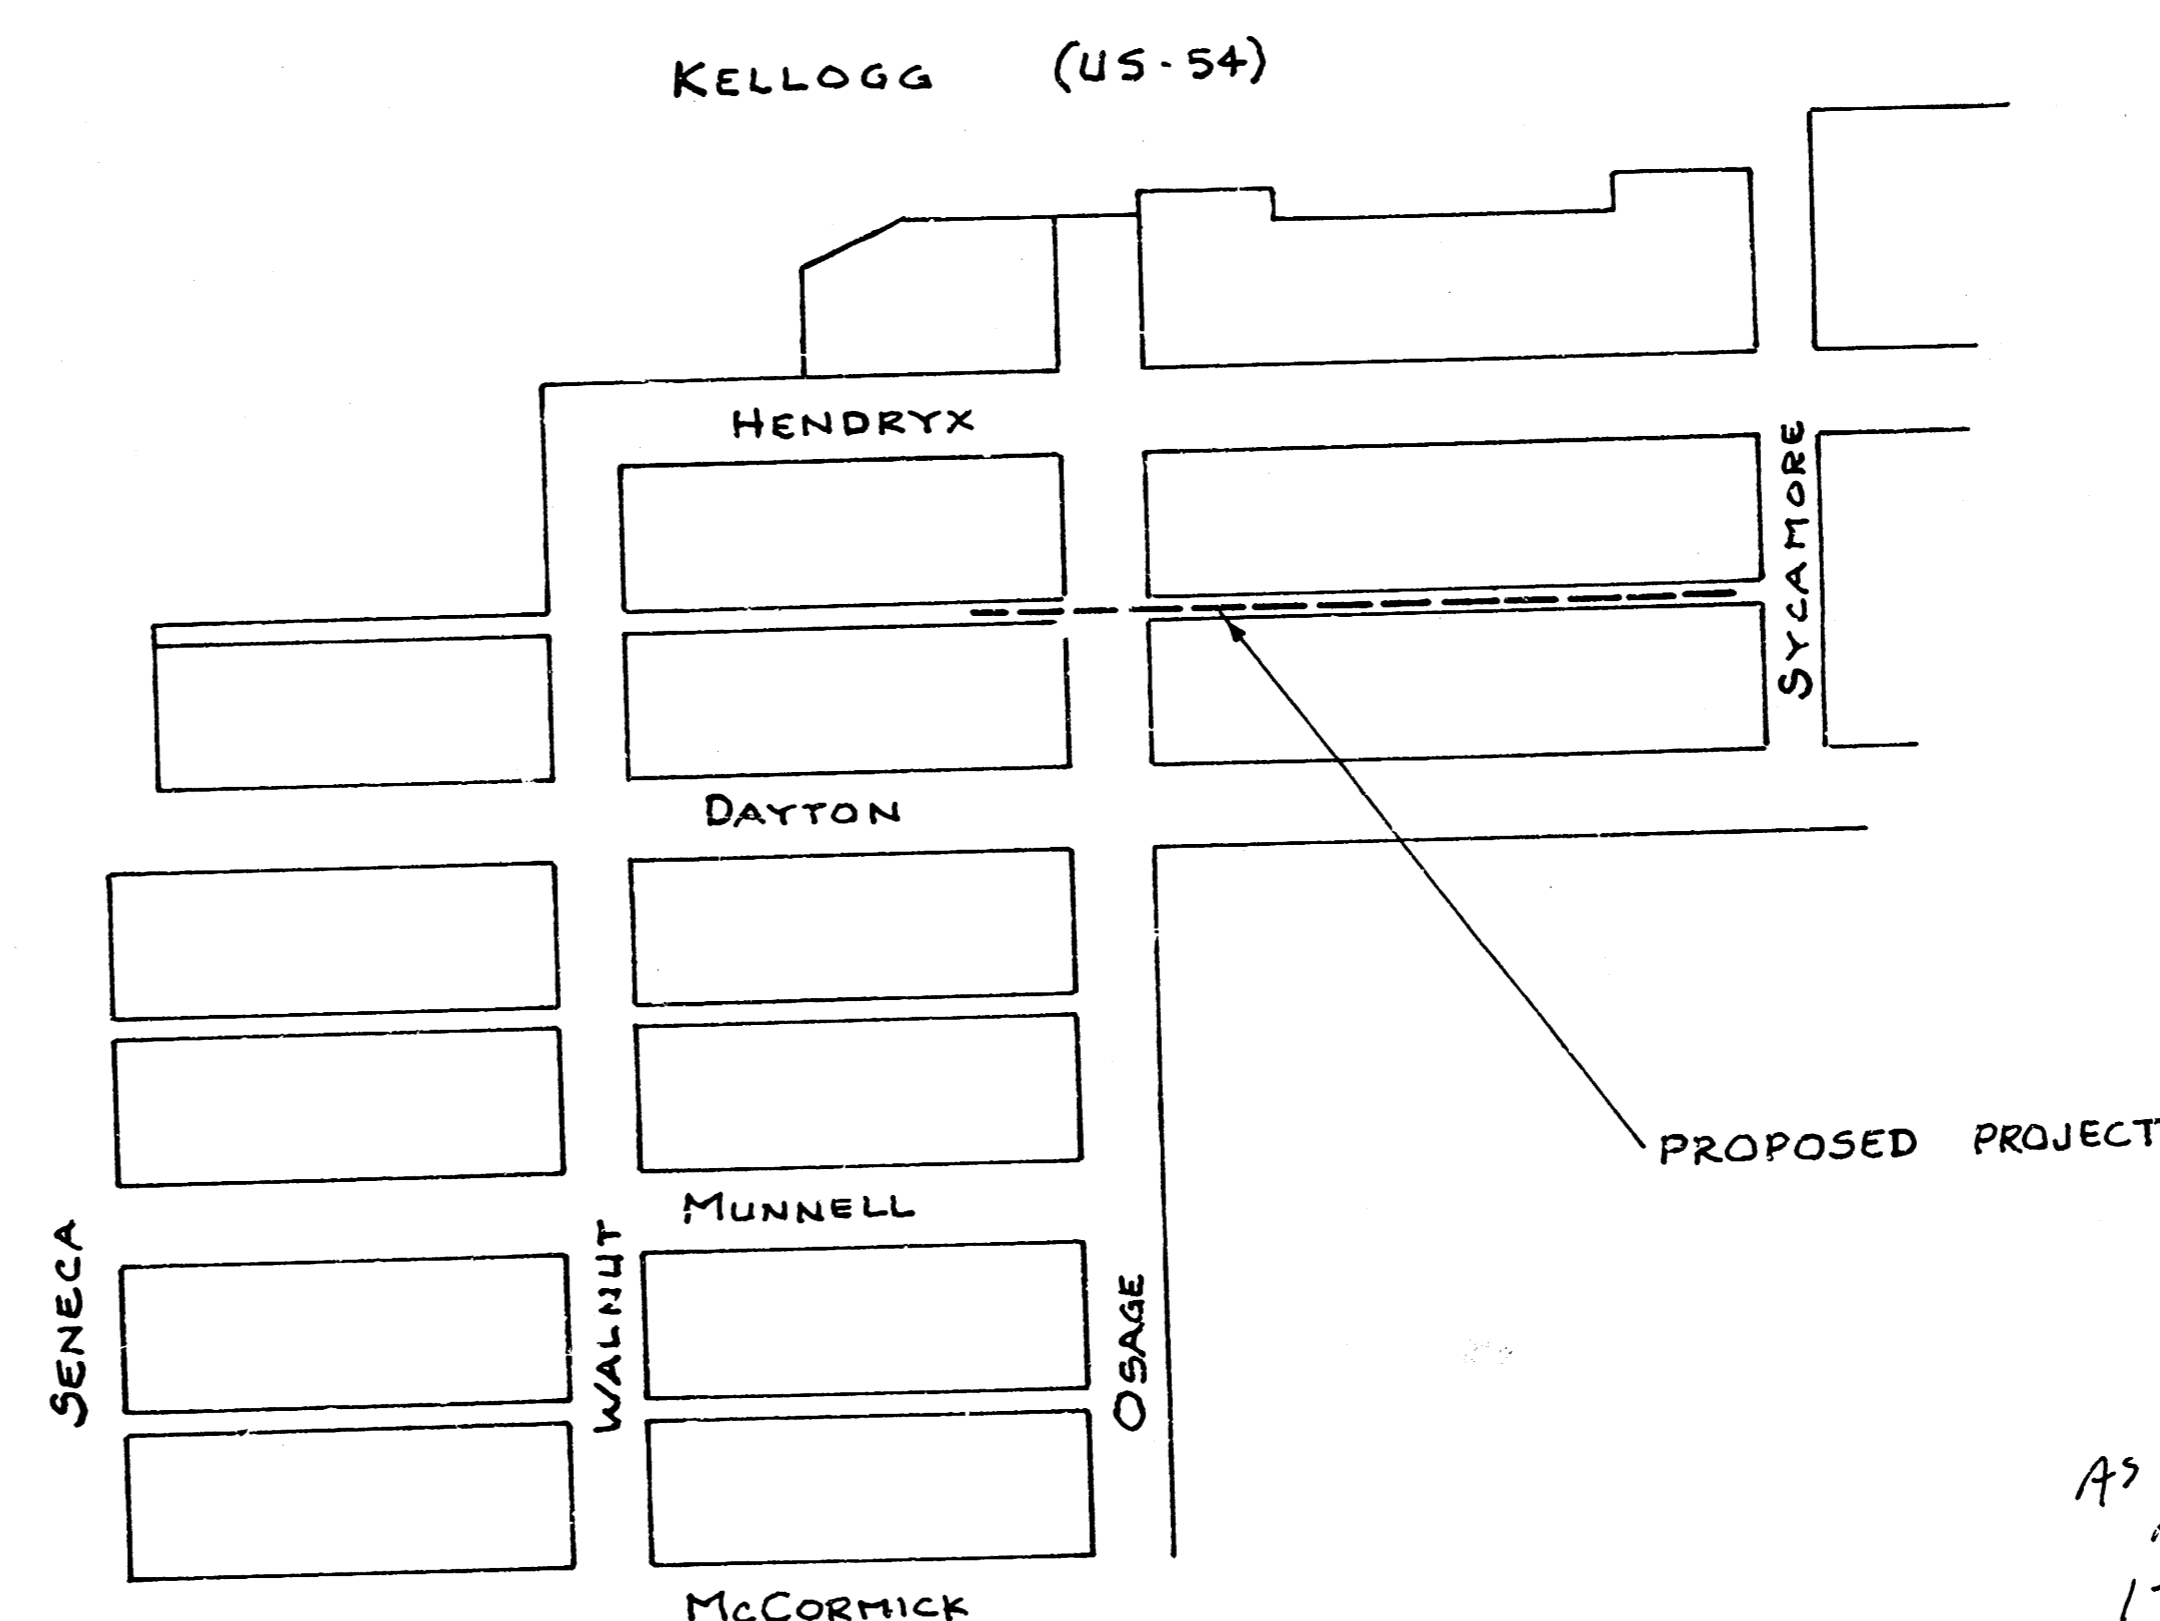 KELLOGG (US-54)
HENDRYX
SYCAMORE
DAYTON
PROPOSED PROJECT
MUNNELL
SENECA
WALNUT
OSAGE
AS
McCORMICK